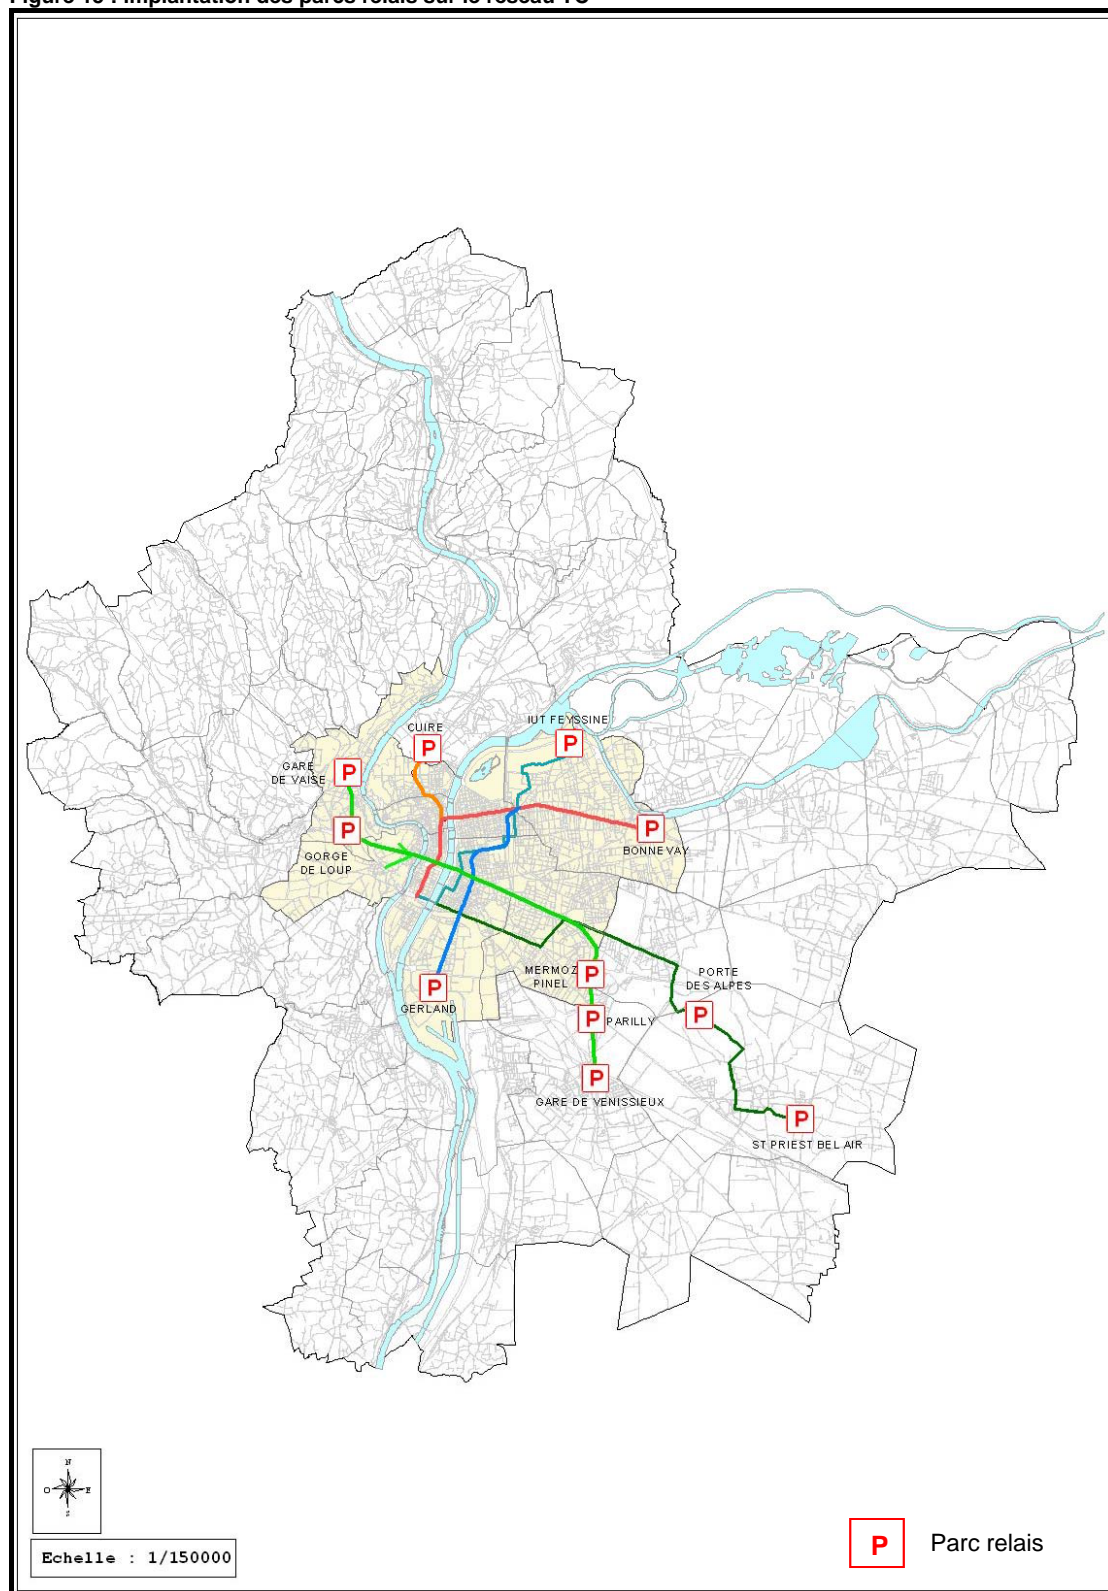 CUIRE
P
IUT FEYSSINE
P
GARE
DE VAISE
P
P
GORGE
DE LOUP
P
BONNEVAY
MERMOZ
PINEL
P
PORTE
DES ALPES
P
P
GERLAND
P
PARILLY
P
GARE DE VENISSIEUX
P
ST PRIEST BEL AIR
N
O
E
S
Echelle : 1/150000
P
Parc relais